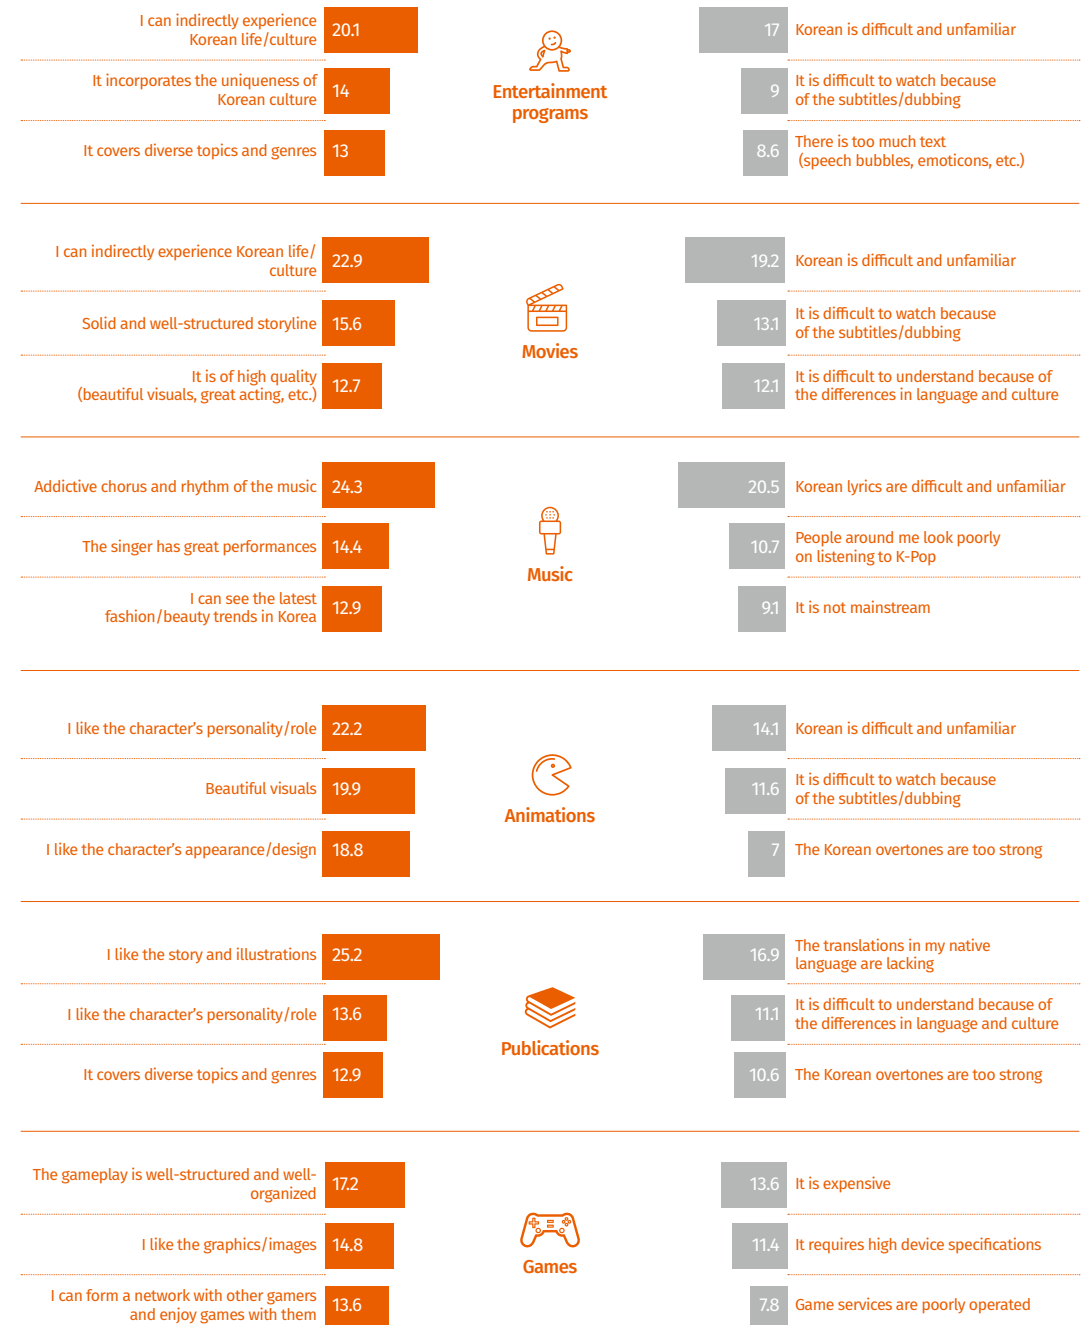 I can indirectly experience
Korean life/culture
20.1
It incorporates the uniqueness of
Korean culture
14
It covers diverse topics and genres
13
Entertainment
programs
17
Korean is difficult and unfamiliar
9
It is difficult to watch because
of the subtitles/dubbing
8.6
There is too much text
(speech bubbles, emoticons, etc.)
I can indirectly experience Korean life/
culture
22.9
Solid and well-structured storyline
15.6
It is of high quality
(beautiful visuals, great acting, etc.)
12.7
Movies
19.2
Korean is difficult and unfamiliar
13.1
It is difficult to watch because
of the subtitles/dubbing
12.1
It is difficult to understand because of
the differences in language and culture
Addictive chorus and rhythm of the music
24.3
The singer has great performances
14.4
I can see the latest
fashion/beauty trends in Korea
12.9
Music
20.5
Korean lyrics are difficult and unfamiliar
10.7
People around me look poorly
on listening to K-Pop
9.1
It is not mainstream
I like the character's personality/role
22.2
Beautiful visuals
19.9
I like the character's appearance/design
18.8
Animations
14.1
Korean is difficult and unfamiliar
11.6
It is difficult to watch because
of the subtitles/dubbing
7
The Korean overtones are too strong
I like the story and illustrations
25.2
I like the character's personality/role
13.6
It covers diverse topics and genres
12.9
Publications
16.9
The translations in my native
language are lacking
11.1
It is difficult to understand because of
the differences in language and culture
10.6
The Korean overtones are too strong
The gameplay is well-structured and well-
organized
17.2
I like the graphics/images
14.8
I can form a network with other gamers
and enjoy games with them
13.6
Games
13.6
It is expensive
11.4
It requires high device specifications
7.8
Game services are poorly operated